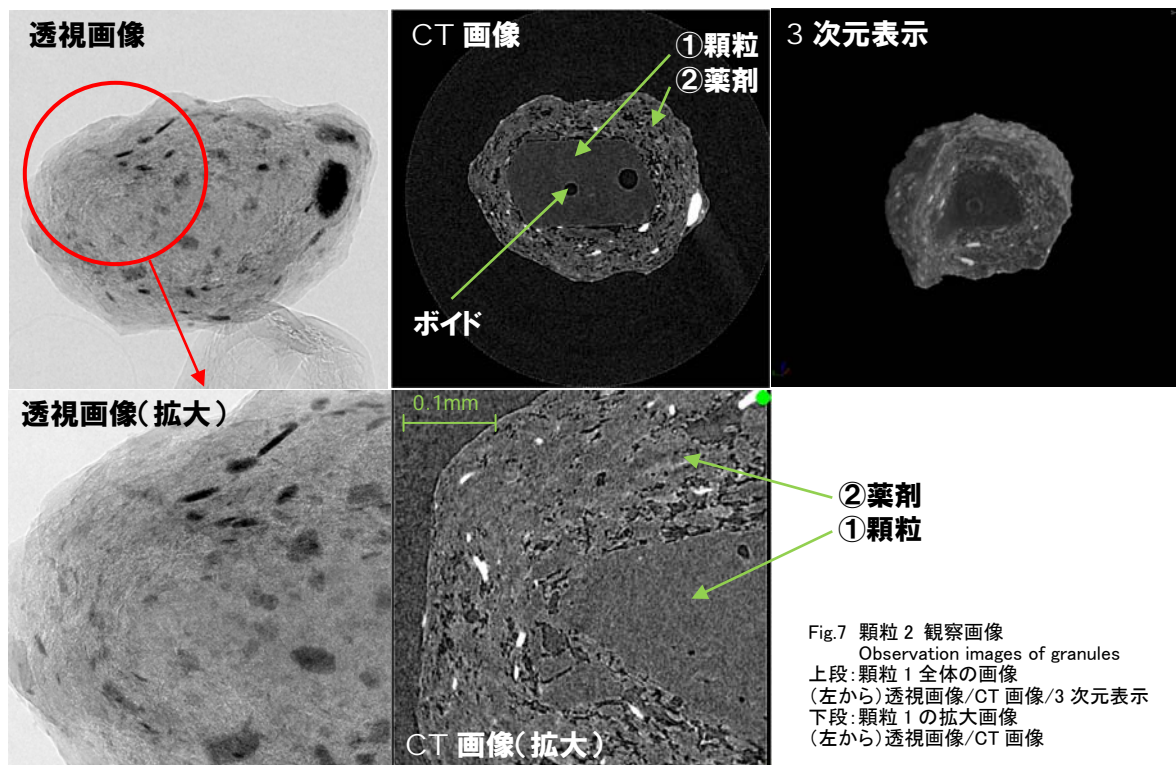 透視画像
CT 画像
①顆粒
②薬剤
ボイド
3 次元表示
透視画像(拡大)
0.1mm
CT 画像(拡大)
②薬剤
①顆粒
Fig.7 顆粒 2 観察画像
Observation images of granules
上段:顆粒 1 全体の画像
(左から)透視画像/CT 画像/3 次元表示
下段:顆粒 1 の拡大画像
(左から)透視画像/CT 画像